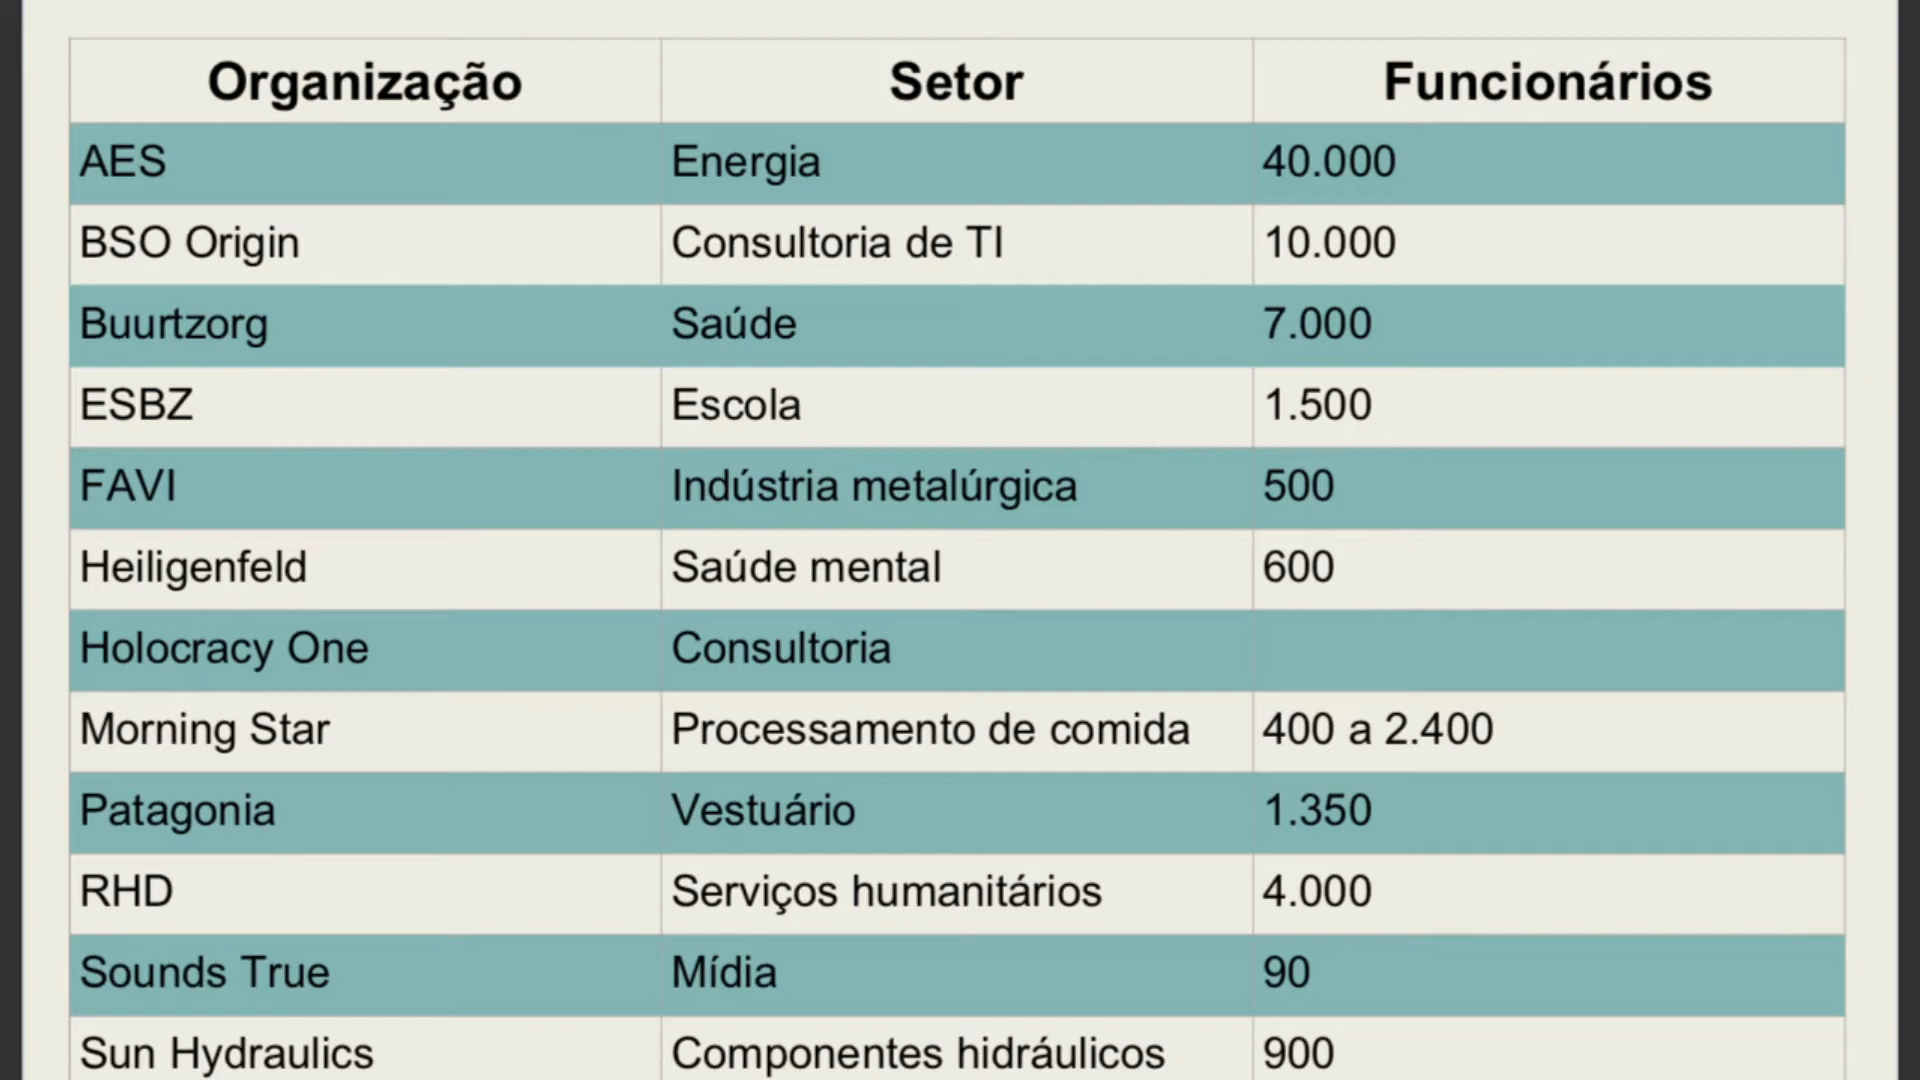 Organização Setor Funcionários
AES Energia 40.000
BSO Origin Consultoria de TI 10.000
Buurtzorg Saúde 7.000
ESBZ Escola 1.500
FAVI Indústria metalúrgica 500
Heiligenfeld Saúde mental 600
Holocracy One Consultoria
Morning Star Processamento de comida 400 a 2.400
Patagonia Vestuário 1.350
RHD Serviços humanitários 4.000
Sounds True Mídia 90
Sun Hydraulics Componentes hidráulicos 900